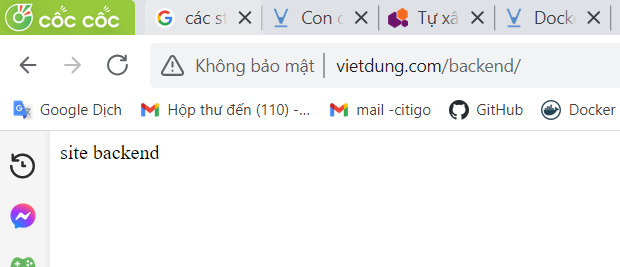 cốc cốc
các st
Con c
Tự xâ
Dock
Không bảo mật
vietdung.com/backend/
Google Dịch
Hộp thư đến (110) -...
mail -citigo
GitHub
Docker
site backend